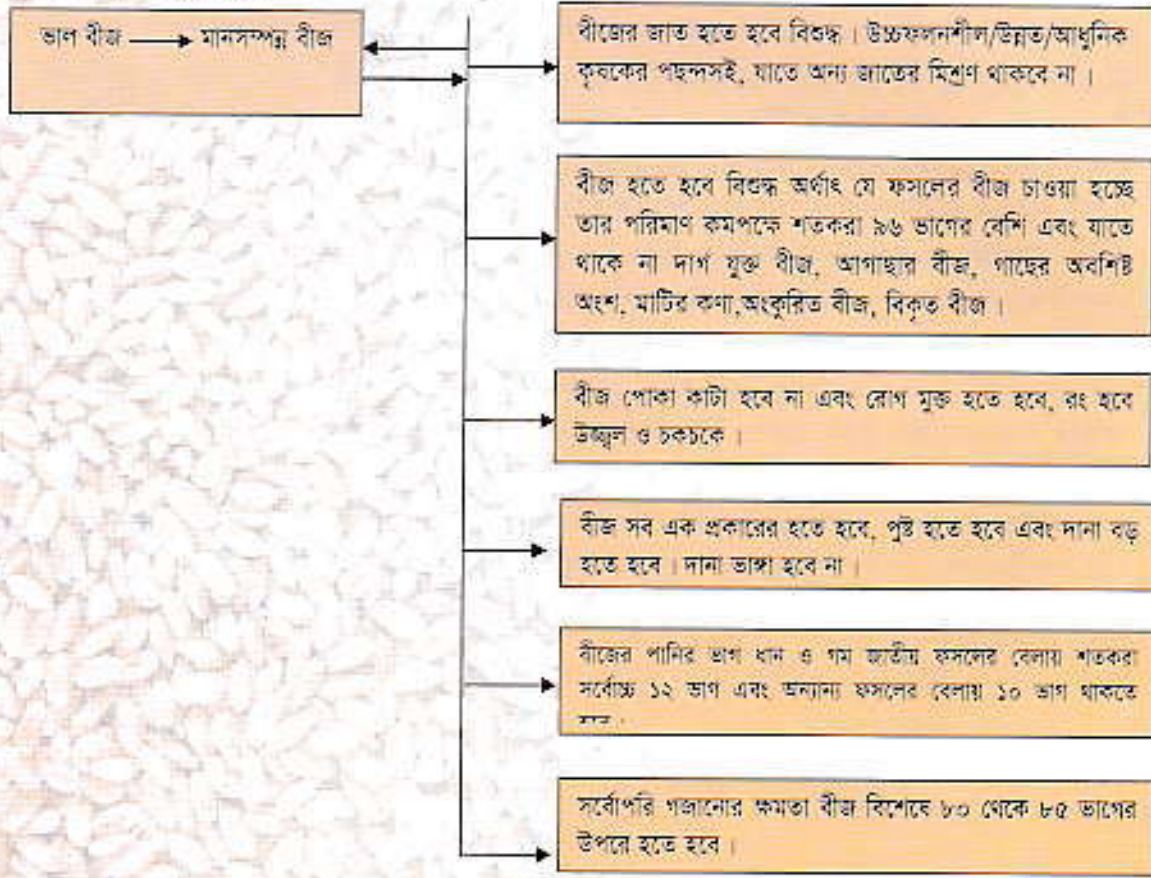 ভাল বীজ → মানসম্পন্ন বীজ
বীজের জাত হতে হবে বিশুদ্ধ । উচ্চফলনশীল/উন্নত/আধুনিক
কৃষকের পছন্দসই, যাতে অন্য জাতের মিশ্রণ থাকবে না ।
বীজ হতে হবে বিশুদ্ধ অর্থাৎ যে ফসলের বীজ চাওয়া হচ্ছে
তার পরিমাণ কমপক্ষে শতকরা ৯৬ ভাগের বেশি এবং যাতে
থাকে না দাগ যুক্ত বীজ, আগাছার বীজ, গাছের অবশিষ্ট
অংশ, মাটির কণা,অংকুরিত বীজ, বিকৃত বীজ ।
বীজ পোকা কাটা হবে না এবং রোগ মুক্ত হতে হবে, রং হবে
উজ্জ্বল ও চকচকে ।
বীজ সব এক প্রকারের হতে হবে, পুষ্ট হতে হবে এবং দানা বড়
হতে হবে । দানা ভাঙ্গা হবে না ।
বীজের পানির ভাগ ধান ও গম জাতীয় ফসলের বেলায় শতকরা
সর্বোচ্চ ১২ ভাগ এবং অন্যান্য ফসলের বেলায় ১০ ভাগ থাকতে
সর্বোপরি গজানোর ক্ষমতা বীজ বিশেষে ৮০ থেকে ৮৫ ভাগের
উপরে হতে হবে ।